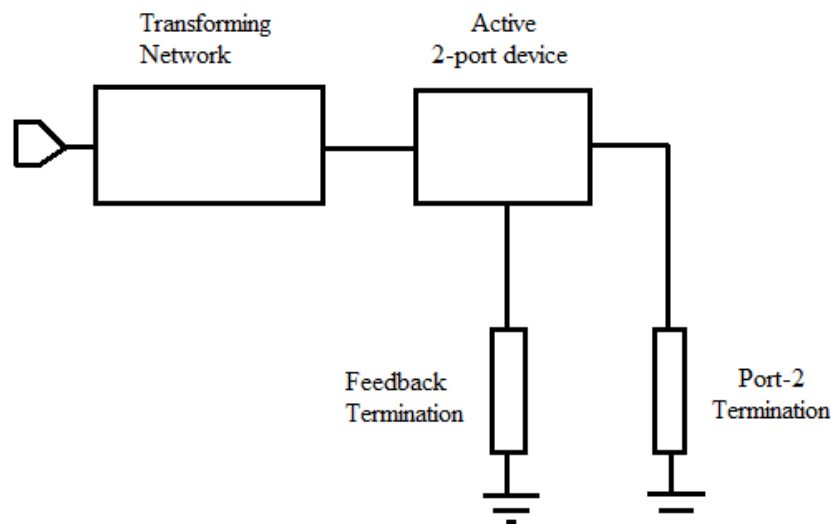 Transforming
Network
Active
2-port device
Feedback
Termination
Port-2
Termination